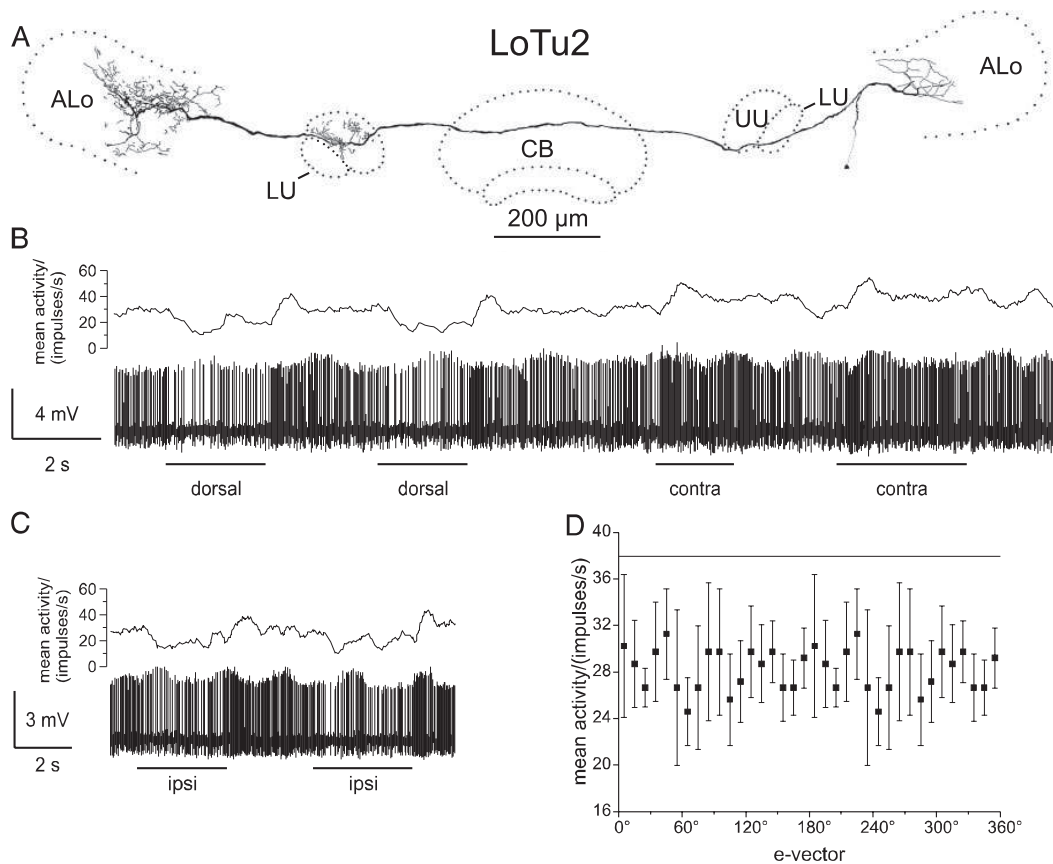 A
LoTu2
ALo
ALo
LU
UU
CB
LU
200 µm
B
mean activity/
(impulses/s)
60
40
20
0
4 mV
2 s
dorsal
dorsal
contra
contra
C
mean activity/
(impulses/s)
60
40
20
0
3 mV
2 s
ipsi
ipsi
D
mean activity/(impulses/s)
40
36
32
28
24
20
16
0°
60°
120°
180°
240°
300°
360°
e-vector